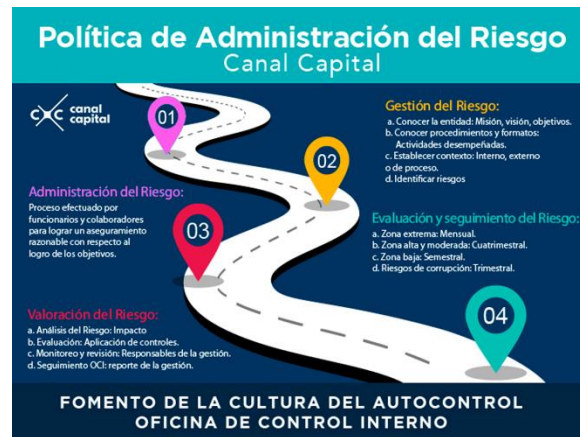 Política de Administración del Riesgo
Canal Capital
cxc canal
capital
01
Administración del Riesgo:
Proceso efectuado por
funcionarios y colaboradores
para lograr un aseguramiento
razonable con respecto al
logro de los objetivos.
02
Gestión del Riesgo:
a. Conocer la entidad: Misión, visión, objetivos.
b. Conocer procedimientos y formatos:
Actividades desempeñadas.
c. Establecer contexto: Interno, externo
o de proceso.
d. Identificar riesgos
03
Valoración del Riesgo:
a. Análisis del Riesgo: Impacto
b. Evaluación: Aplicación de controles.
c. Monitoreo y revisión: Responsables de la gestión.
d. Seguimiento OCI: reporte de la gestión.
Evaluación y seguimiento del Riesgo:
a. Zona extrema: Mensual.
b. Zona alta y moderada: Cuatrimestral.
c. Zona baja: Semestral.
d. Riesgos de corrupción: Trimestral.
04
FOMENTO DE LA CULTURA DEL AUTOCONTROL
OFICINA DE CONTROL INTERNO